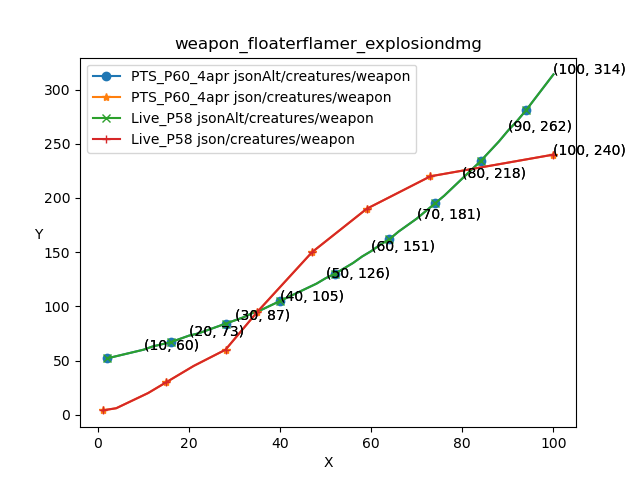 weapon_floaterflamer_explosiondmg
PTS_P60_4apr jsonAlt/creatures/weapon
PTS_P60_4apr json/creatures/weapon
Live_P58 jsonAlt/creatures/weapon
Live_P58 json/creatures/weapon
(100, 314)
(90, 262)
(100, 240)
(80, 218)
(70, 181)
(60, 151)
(50, 126)
(40, 105)
(30, 87)
(20, 73)
(10, 60)
300
250
200
150
100
50
0
Y
0 20 40 60 80 100
X